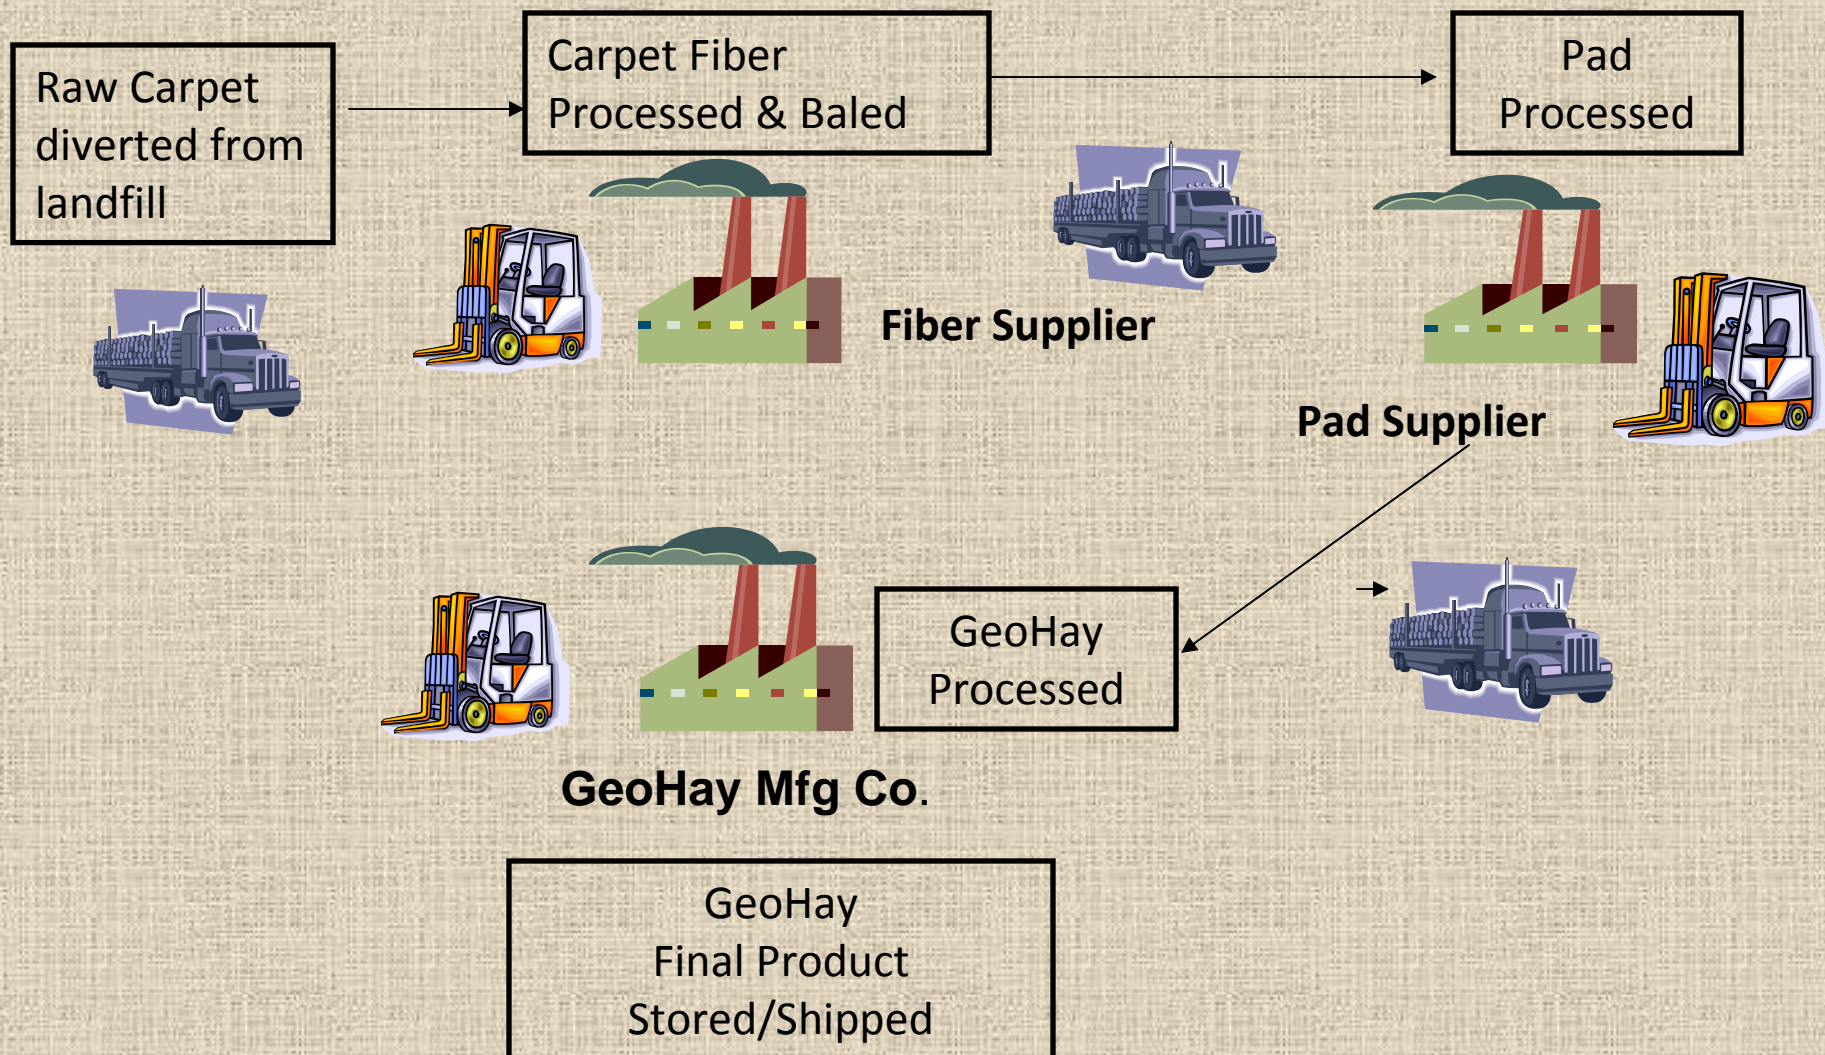 Raw Carpet
diverted from
landfill
Carpet Fiber
Processed & Baled
Pad
Processed
Fiber Supplier
Pad Supplier
GeoHay
Processed
GeoHay Mfg Co.
GeoHay
Final Product
Stored/Shipped